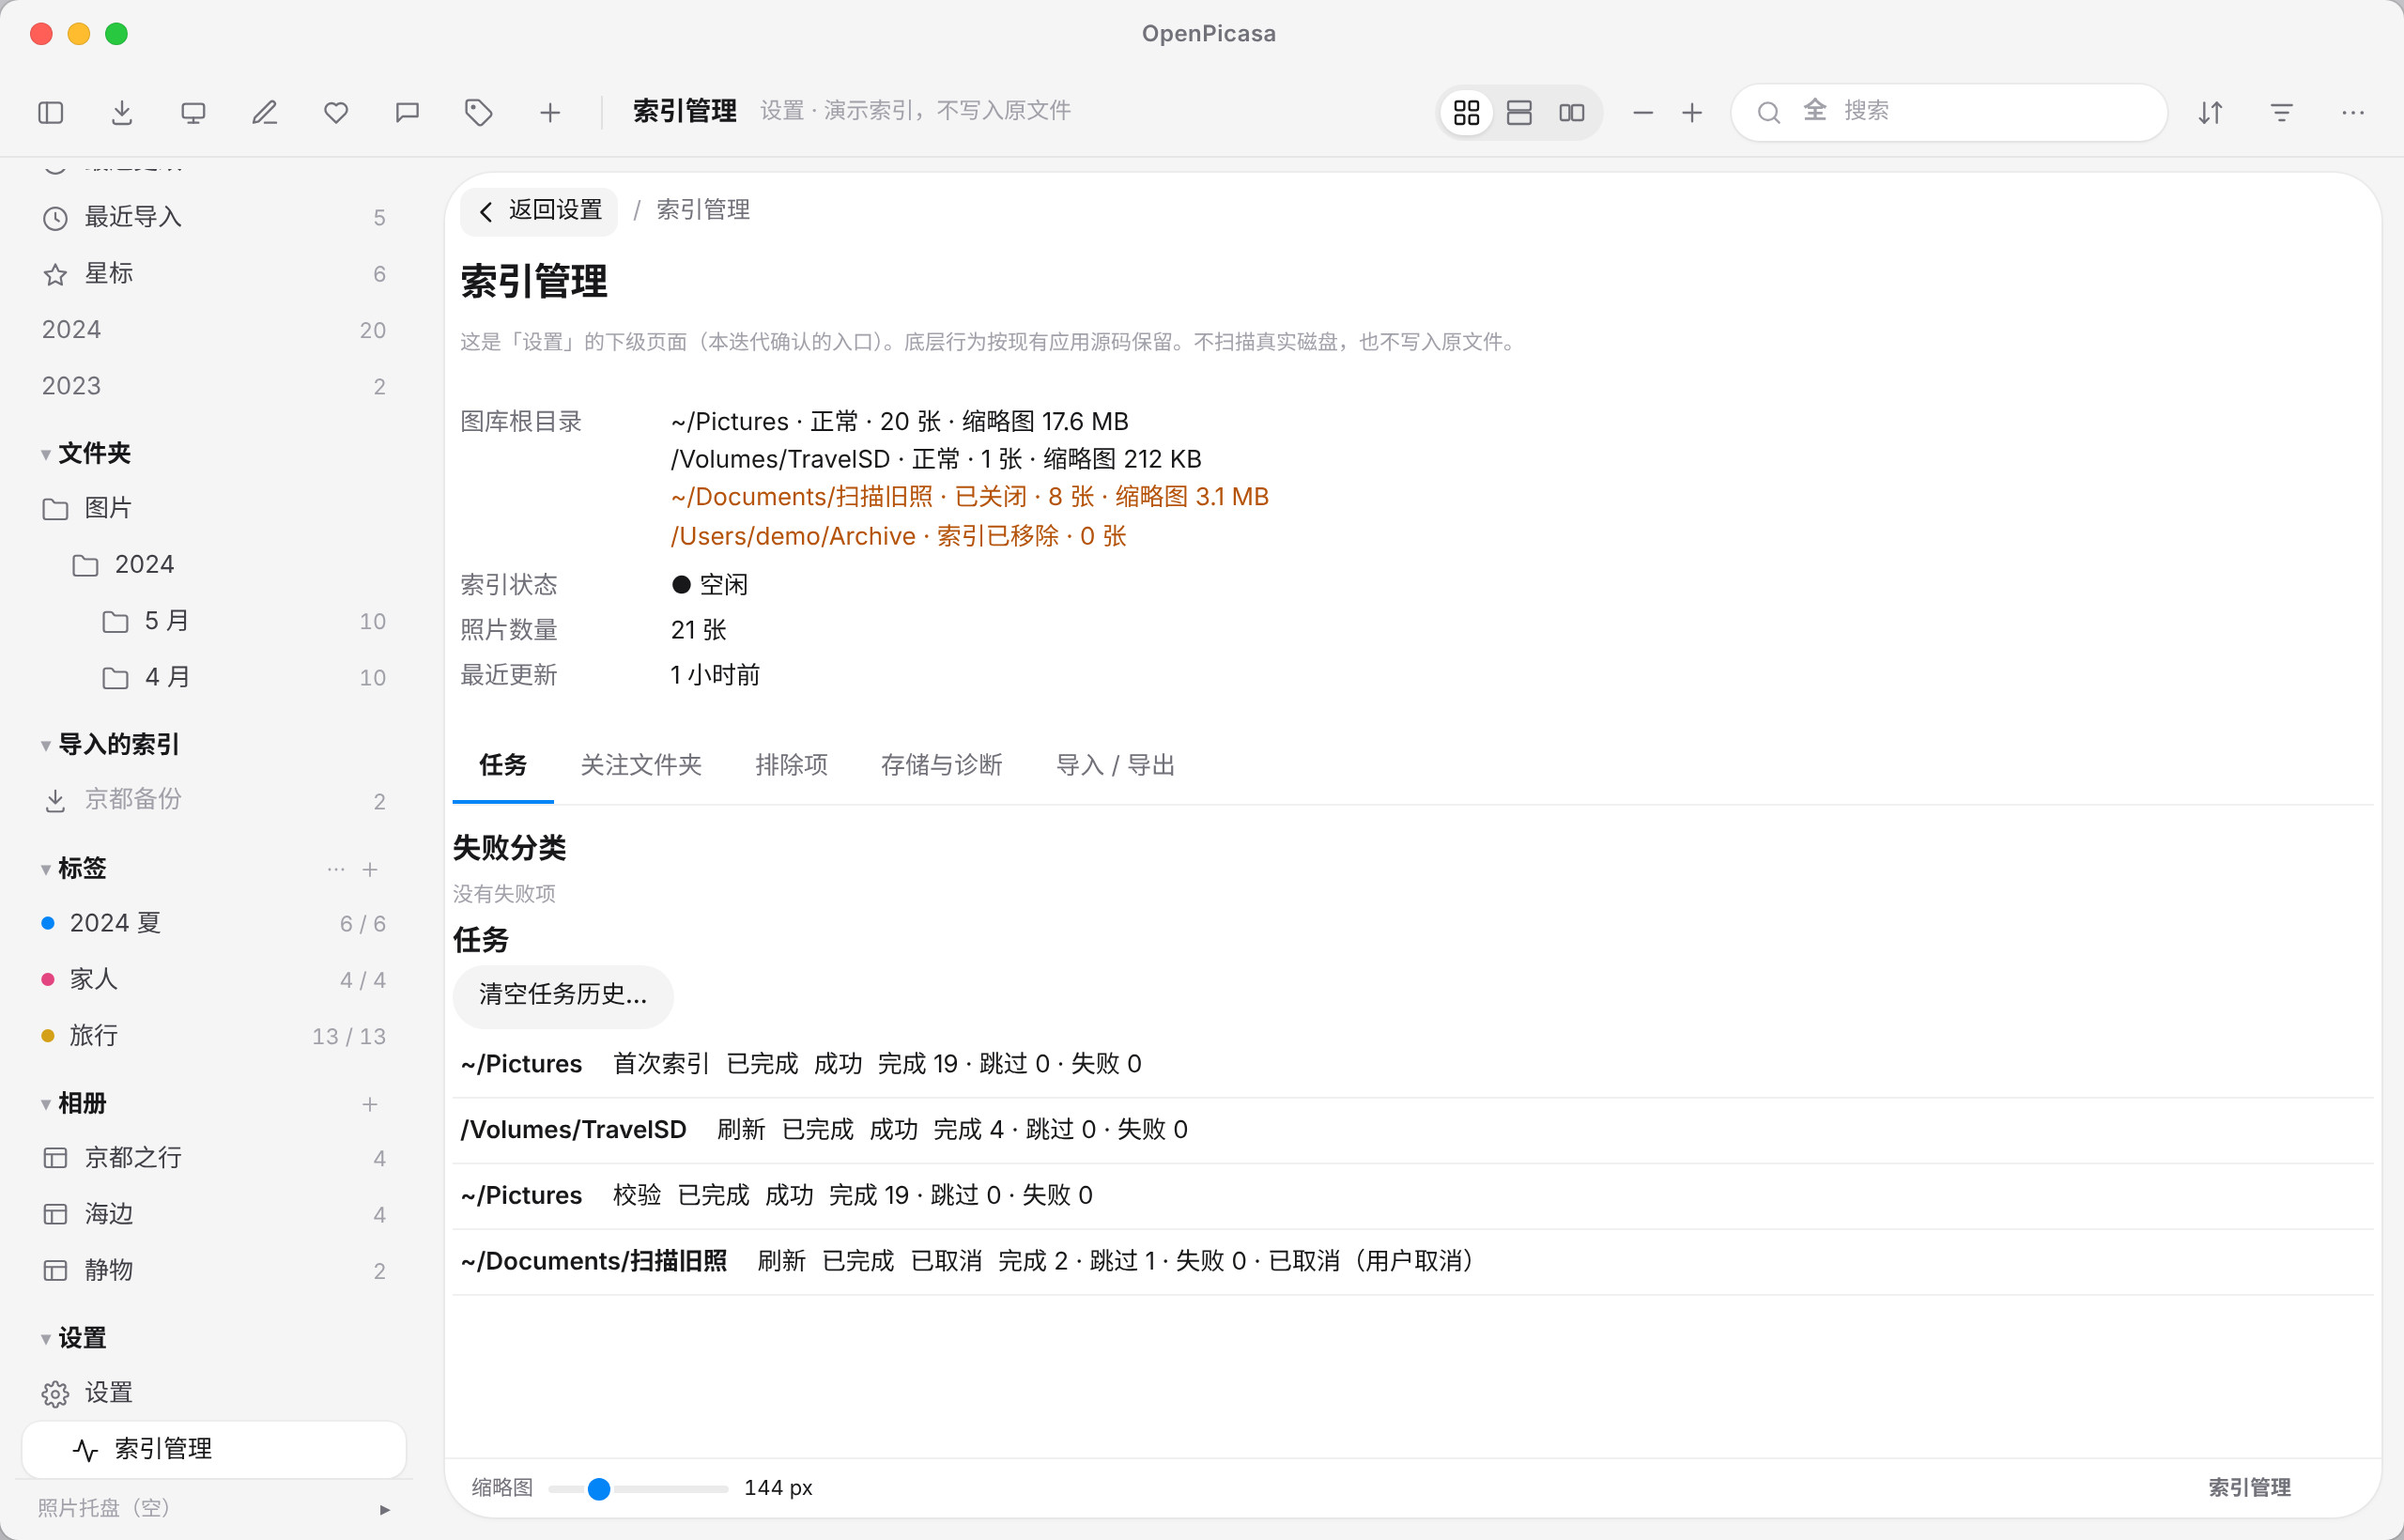 OpenPicasa
索引管理 设置 · 演示索引，不写入原文件
全 搜索
最近导入 5
星标 6
2024 20
2023 2
▾ 文件夹
图片
2024
5 月 10
4 月 10
▾ 导入的索引
京都备份 2
▾ 标签 ··· +
2024 夏 6 / 6
家人 4 / 4
旅行 13 / 13
▾ 相册 +
京都之行 4
海边 4
静物 2
▾ 设置
设置
索引管理
照片托盘（空） ▸
返回设置 / 索引管理
索引管理
这是「设置」的下级页面（本迭代确认的入口）。底层行为按现有应用源码保留。不扫描真实磁盘，也不写入原文件。
图库根目录 ~/Pictures · 正常 · 20 张 · 缩略图 17.6 MB
/Volumes/TravelSD · 正常 · 1 张 · 缩略图 212 KB
~/Documents/扫描旧照 · 已关闭 · 8 张 · 缩略图 3.1 MB
/Users/demo/Archive · 索引已移除 · 0 张
索引状态 ● 空闲
照片数量 21 张
最近更新 1 小时前
任务 关注文件夹 排除项 存储与诊断 导入 / 导出
失败分类
没有失败项
任务
清空任务历史...
~/Pictures 首次索引 已完成 成功 完成 19 · 跳过 0 · 失败 0
/Volumes/TravelSD 刷新 已完成 成功 完成 4 · 跳过 0 · 失败 0
~/Pictures 校验 已完成 成功 完成 19 · 跳过 0 · 失败 0
~/Documents/扫描旧照 刷新 已完成 已取消 完成 2 · 跳过 1 · 失败 0 · 已取消（用户取消）
缩略图 144 px 索引管理